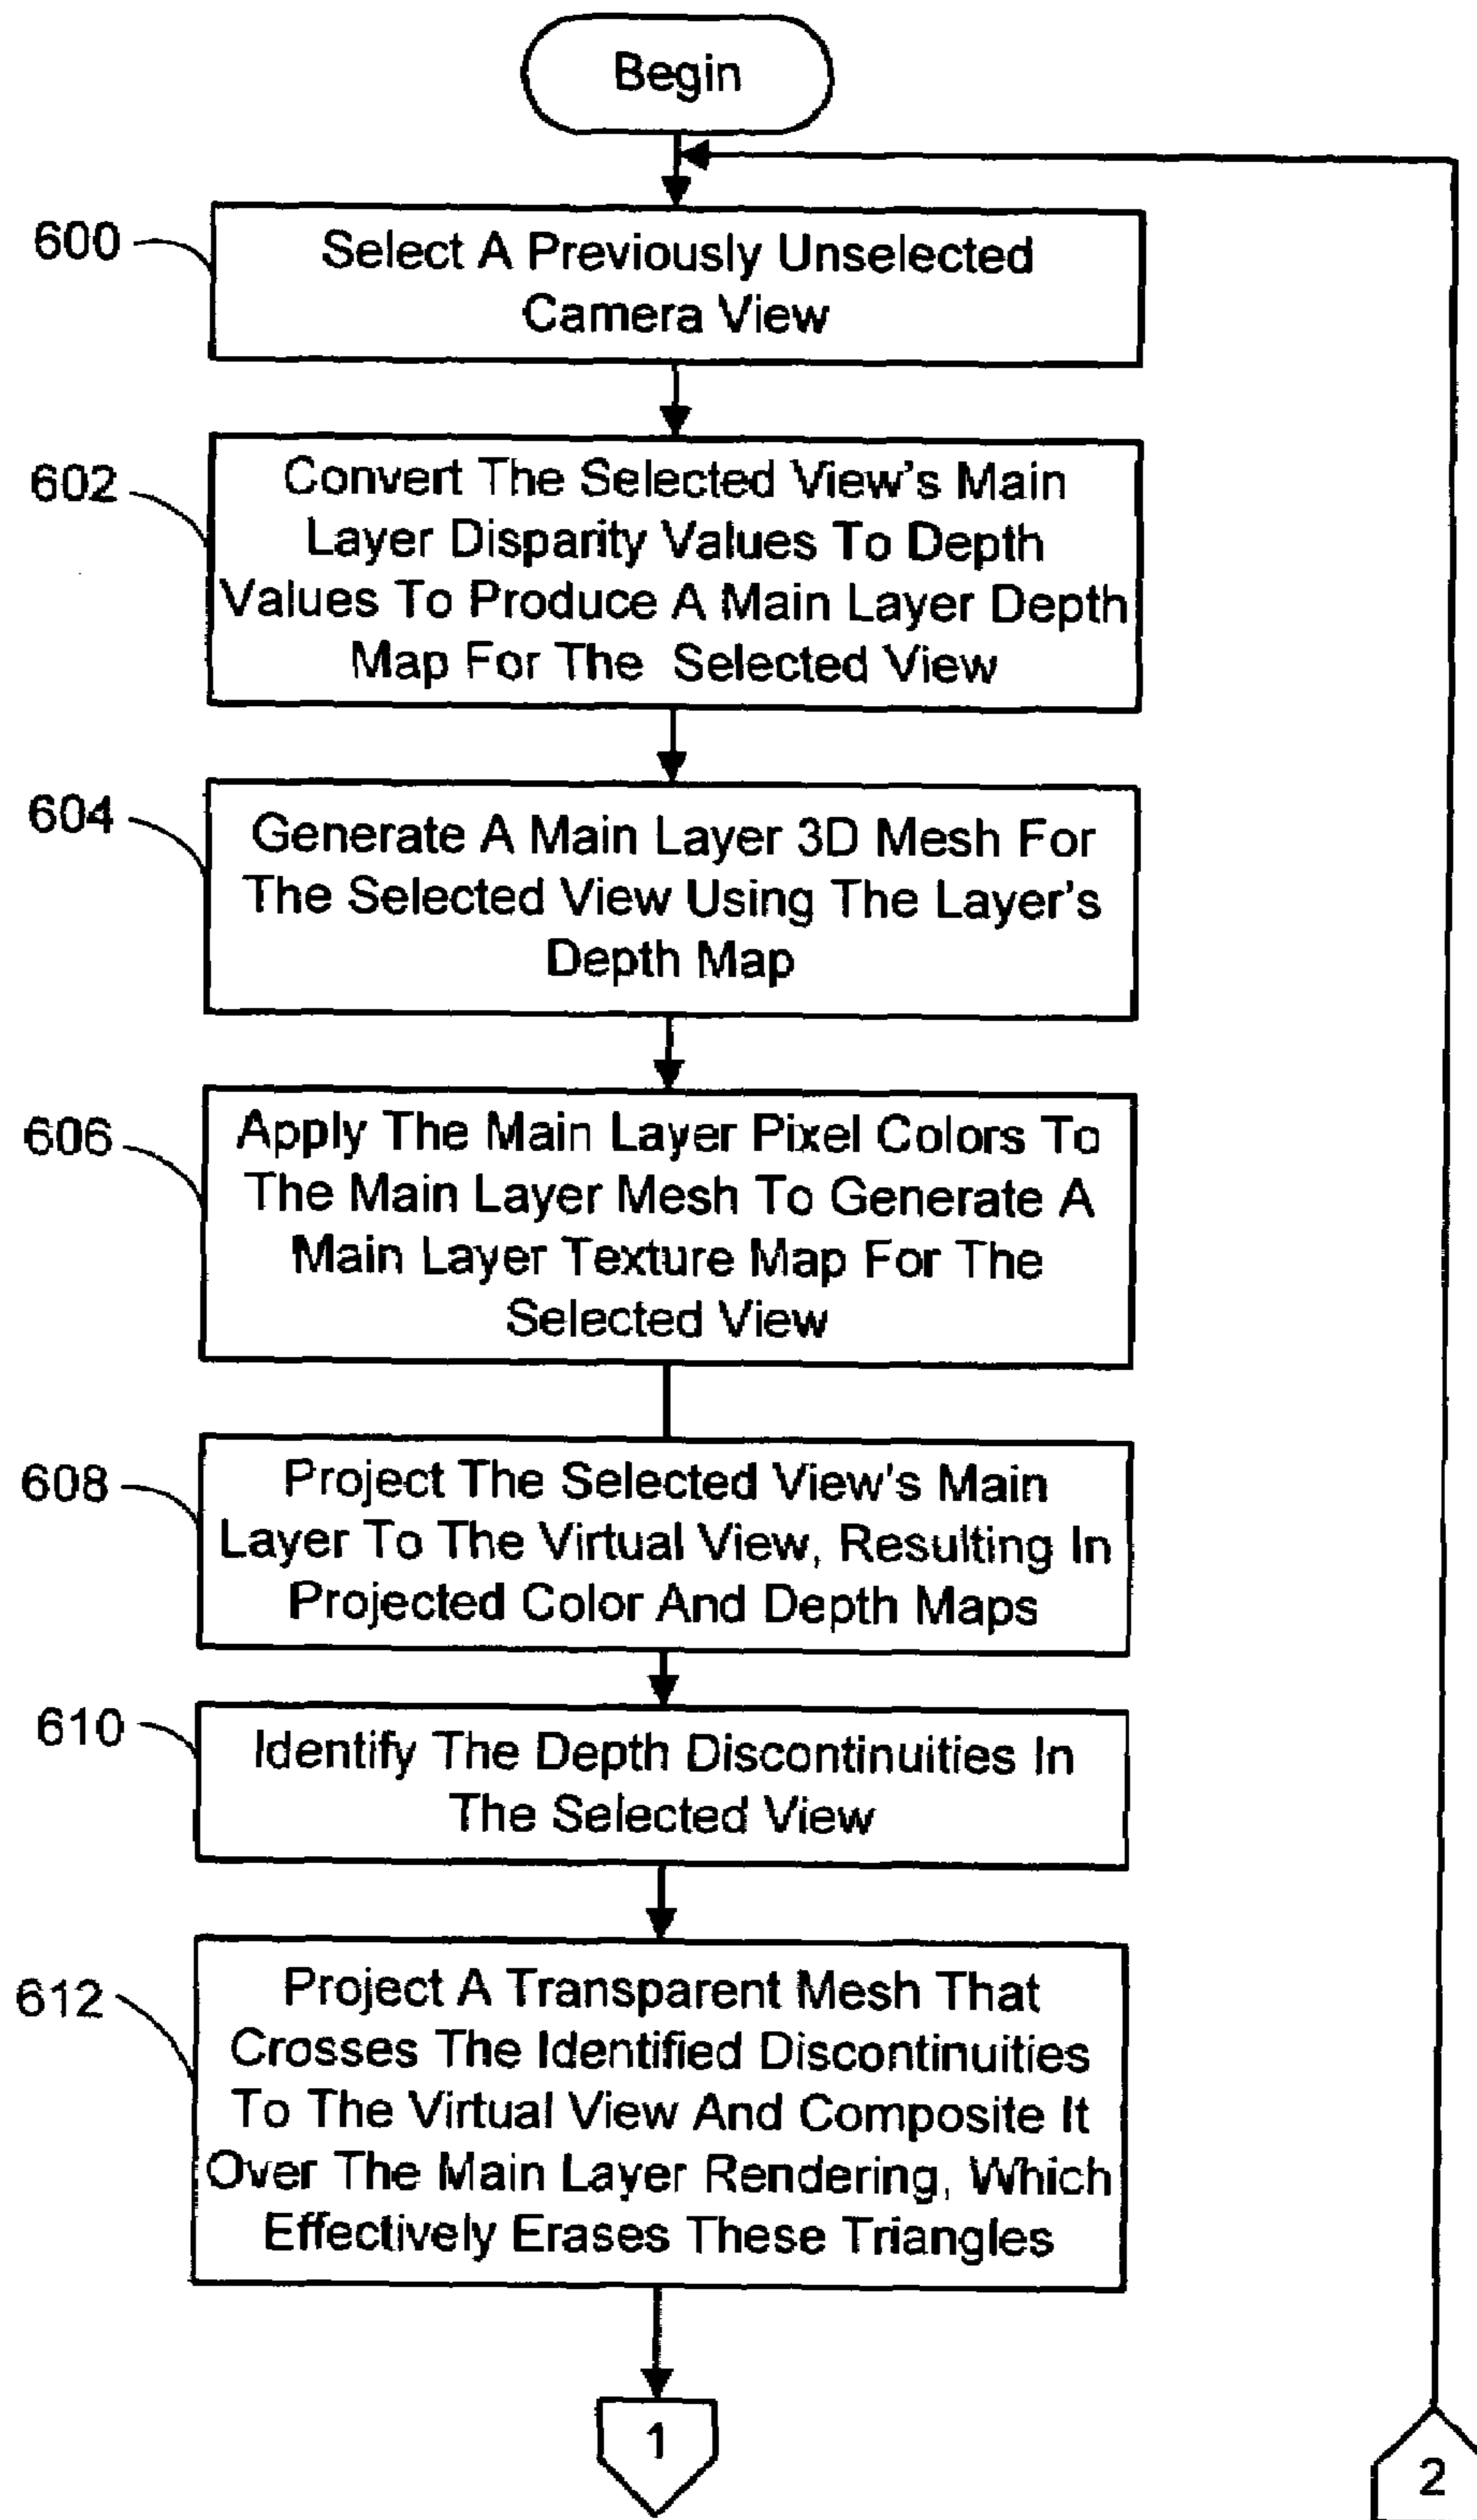 Begin
600
Select A Previously Unselected
Camera View
602
Convert The Selected View's Main
Layer Disparity Values To Depth
Values To Produce A Main Layer Depth
Map For The Selected View
604
Generate A Main Layer 3D Mesh For
The Selected View Using The Layer's
Depth Map
606
Apply The Main Layer Pixel Colors To
The Main Layer Mesh To Generate A
Main Layer Texture Map For The
Selected View
608
Project The Selected View's Main
Layer To The Virtual View, Resulting In
Projected Color And Depth Maps
610
Identify The Depth Discontinuities In
The Selected View
612
Project A Transparent Mesh That
Crosses The Identified Discontinuities
To The Virtual View And Composite It
Over The Main Layer Rendering, Which
Effectively Erases These Triangles
1
2